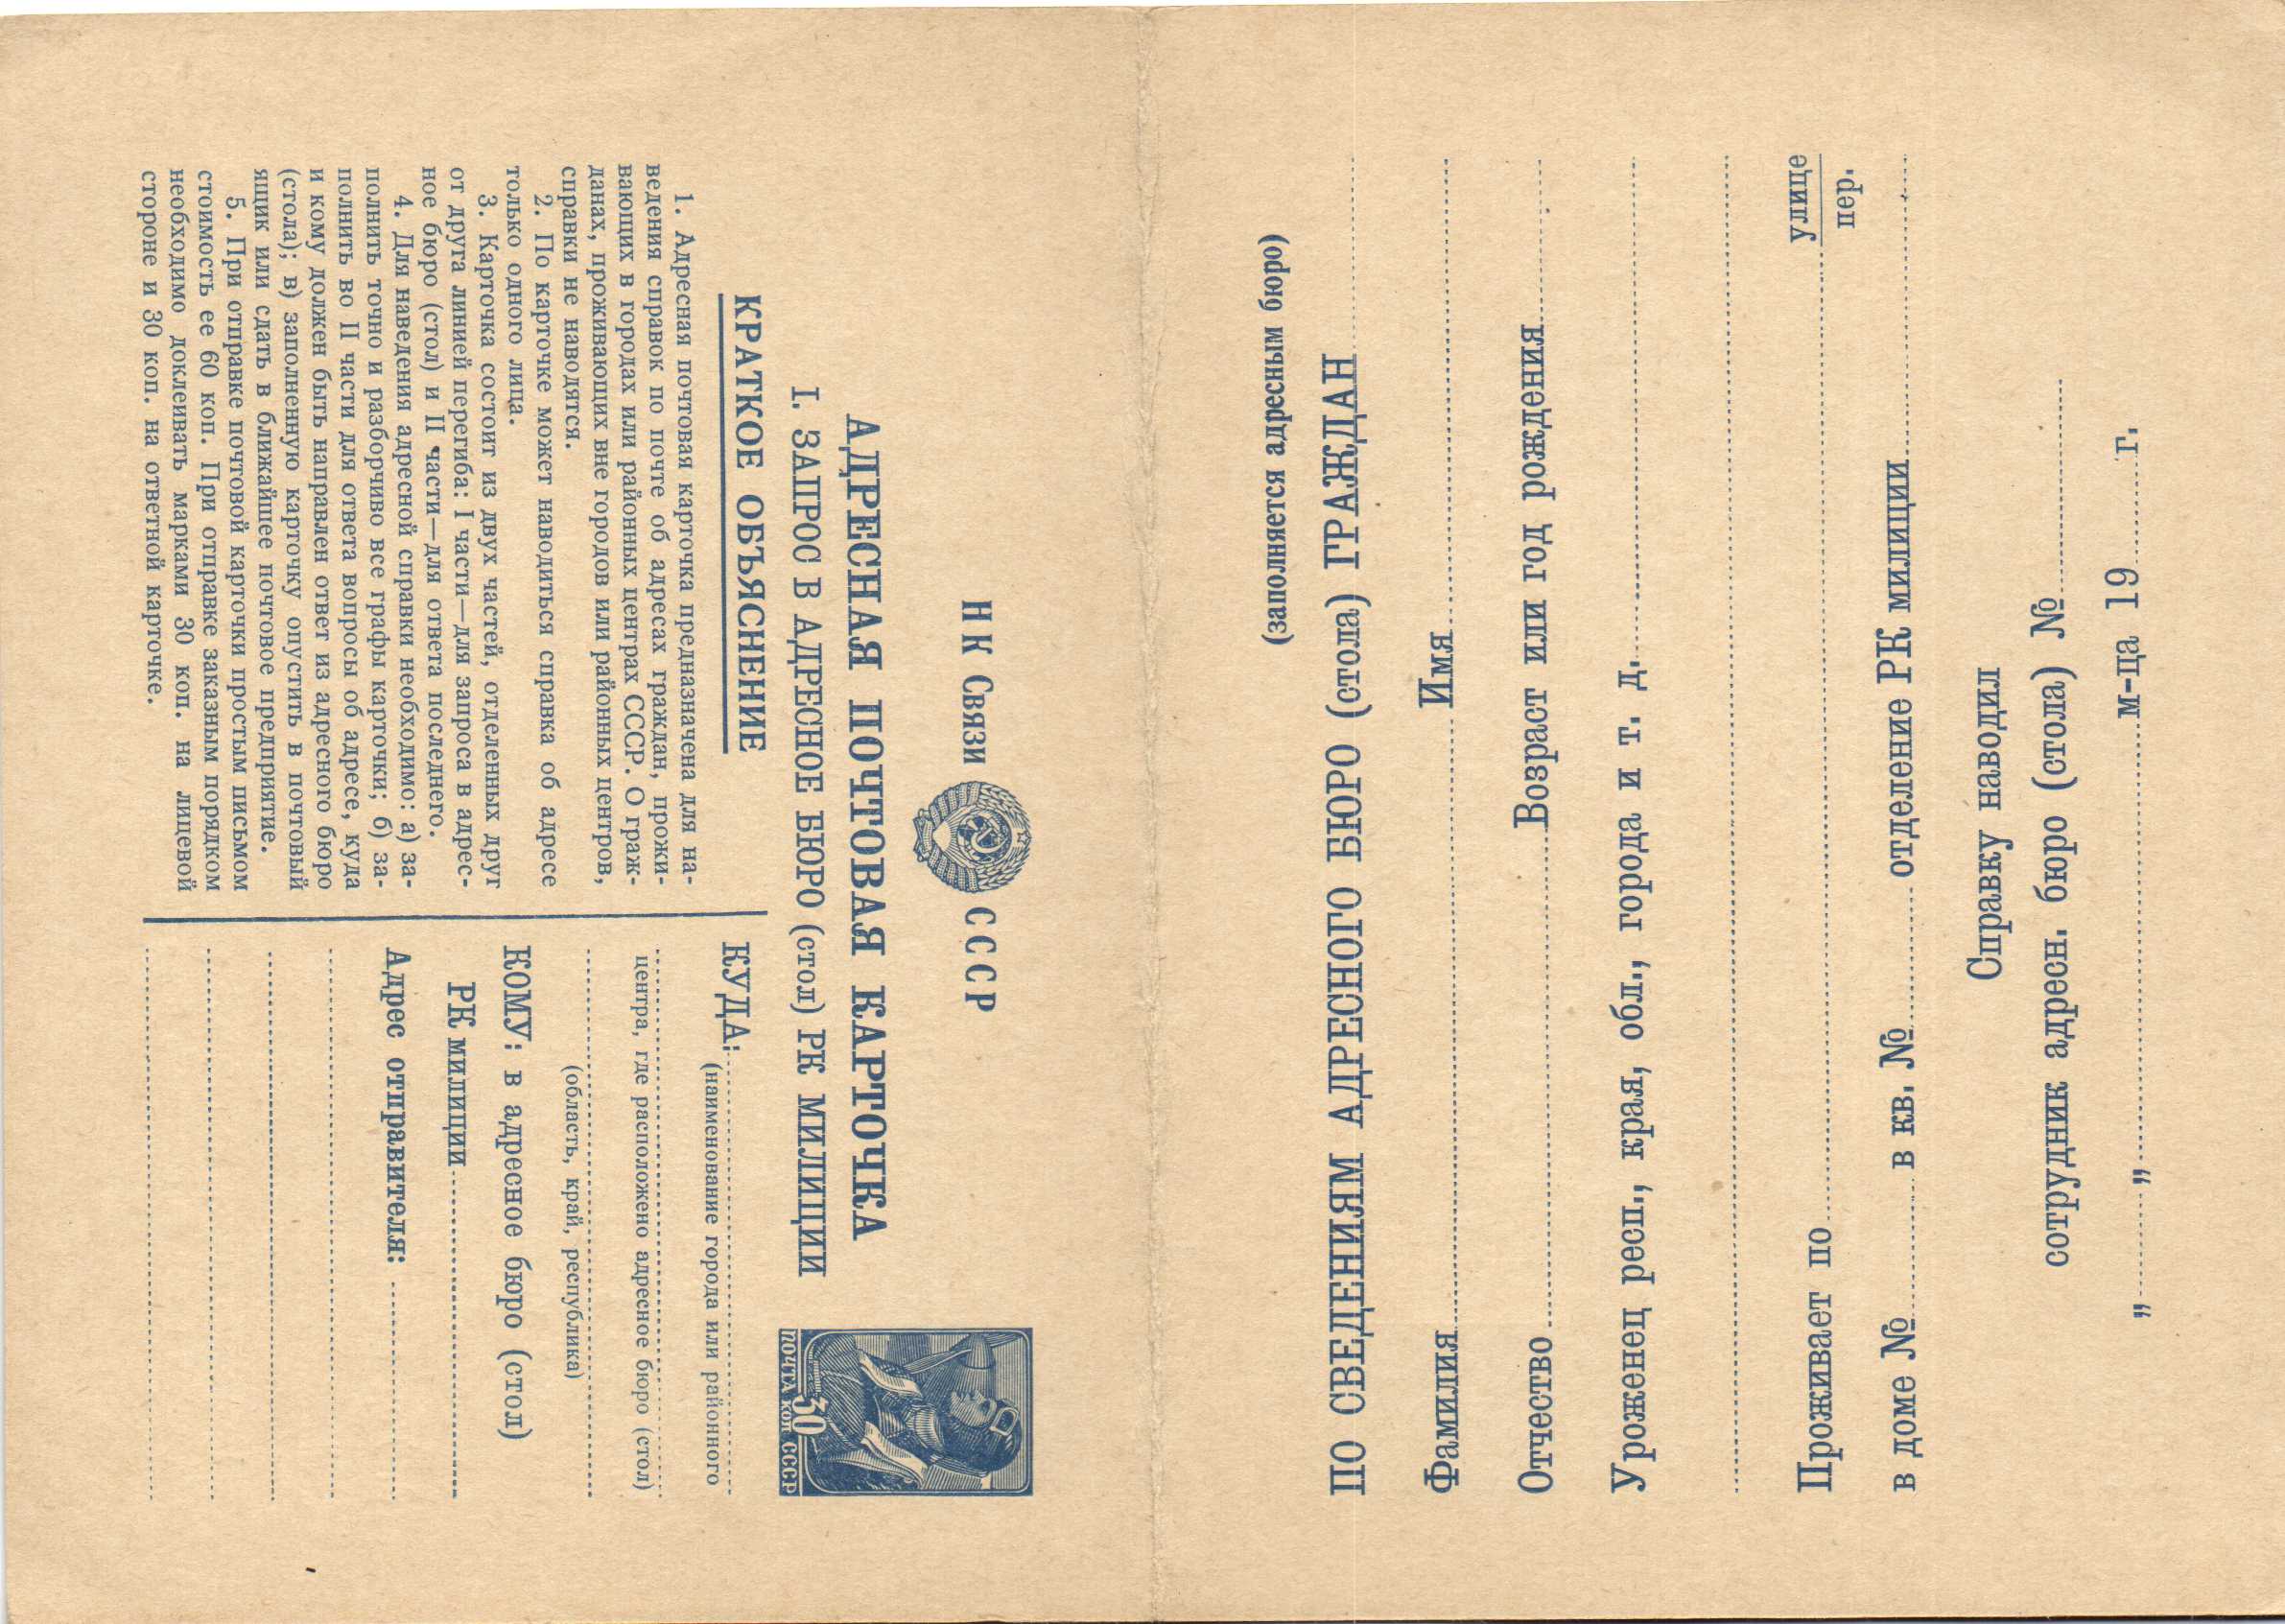 НК Связи СССР
АДРЕСНАЯ ПОЧТОВАЯ КАРТОЧКА
I. ЗАПРОС В АДРЕСНОЕ БЮРО (стол) РК МИЛИЦИИ
30
ПОЧТА КОП СССР
КРАТКОЕ ОБЪЯСНЕНИЕ
1. Адресная почтовая карточка предназначена для на-
ведения справок по почте об адресах граждан, прожи-
вающих в городах или районных центрах СССР. О граж-
данах, проживающих вне городов или районных центров,
справки не наводятся.
2. По карточке может наводиться справка об адресе
только одного лица.
3. Карточка состоит из двух частей, отделенных друг
от друга линией перегиба: I части—для запроса в адрес-
ное бюро (стол) и II части—для ответа последнего.
4. Для наведения адресной справки необходимо: а) за-
полнить точно и разборчиво все графы карточки; б) за-
полнить во II части для ответа вопросы об адресе, куда
и кому должен быть направлен ответ из адресного бюро
(стола); в) заполненную карточку опустить в почтовый
ящик или сдать в ближайшее почтовое предприятие.
5. При отправке почтовой карточки простым письмом
стоимость ее 60 коп. При отправке заказным порядком
необходимо доклеивать марками 30 коп. на лицевой
стороне и 30 коп. на ответной карточке.
КУДА:
(наименование города или районного
центра, где расположено адресное бюро (стол)
(область, край, республика)
КОМУ: в адресное бюро (стол)
РК милиции
Адрес отправителя:
(заполняется адресным бюро)
ПО СВЕДЕНИЯМ АДРЕСНОГО БЮРО (стола) ГРАЖДАН
Фамилия Имя
Отчество Возраст или год рождения
Уроженец респ., края, обл., города и т. д.
Проживает по улице
пер.
в доме № в кв. № отделение РК милиции
Справку наводил
сотрудник адресн. бюро (стола) №
„ „ м-ца 19 г.